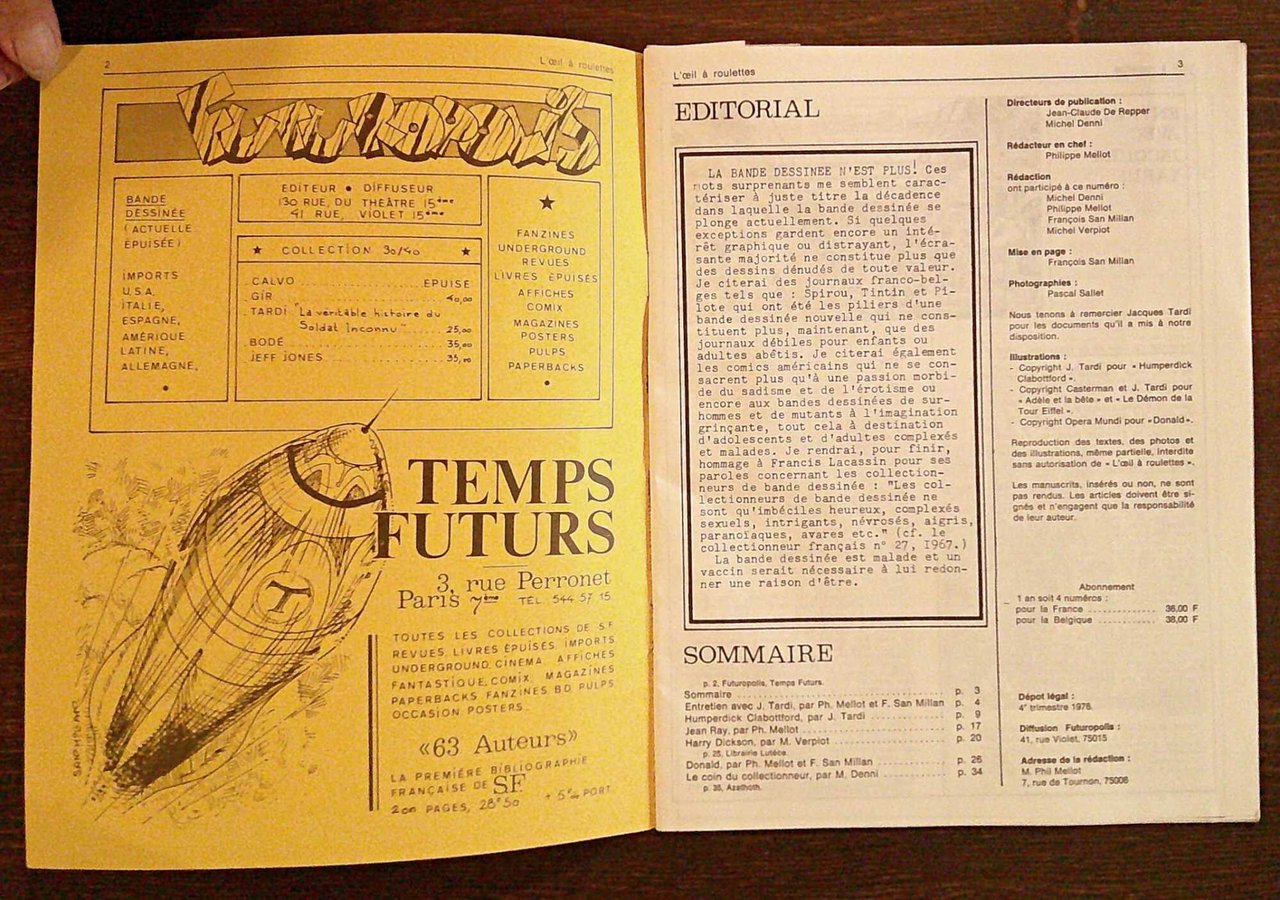 2
L'œil à roulettes
Futuropolis
BANDE
DESSINÉE
(ACTUELLE
ÉPUISÉE)
IMPORTS
U.S.A.
ITALIE,
ESPAGNE,
AMÉRIQUE
LATINE,
ALLEMAGNE,
EDITEUR • DIFFUSEUR
130 RUE, DU THÉATRE 15ème
41 RUE, VIOLET 15ème
★ COLLECTION 30/40 ★
CALVO ........ EPUISE
GIR ........ 40,00
TARDI "La véritable histoire du
Soldat Inconnu" ........ 25,00
BODÉ ........ 35,00
JEFF JONES ........ 35,00
★
FANZINES
UNDERGROUND
REVUES
LIVRES ÉPUISÉS
AFFICHES
COMIX
MAGAZINES
POSTERS
PULPS
PAPERBACKS
TEMPS
FUTURS
3, rue Perronet
Paris 7ème TEL. 544 57 15
TOUTES LES COLLECTIONS DE S.F
REVUES, LIVRES ÉPUISÉS, IMPORTS
UNDERGROUND, CINEMA, AFFICHES
FANTASTIQUE, COMIX, MAGAZINES
PAPERBACKS FANZINES BD PULPS
OCCASION POSTERS..
«63 Auteurs»
LA PREMIÈRE BIBLIOGRAPHIE
FRANÇAISE DE SF
200 PAGES, 28F50 + 5F PORT
T
L'œil à roulettes
3
EDITORIAL
LA BANDE DESSINEE N'EST PLUS! Ces
mots surprenants me semblent carac-
tériser à juste titre la décadence
dans laquelle la bande dessinée se
plonge actuellement. Si quelques
exceptions gardent encore un inté-
rêt graphique ou distrayant, l'écra-
sante majorité ne constitue plus que
des dessins dénudés de toute valeur.
Je citerai des journaux franco-bel-
ges tels que : Spirou, Tintin et Pi-
lote qui ont été les piliers d'une
bande dessinée nouvelle qui ne cons-
tituent plus, maintenant, que des
journaux débiles pour enfants ou
adultes abêtis. Je citerai également
les comics américains qui ne se con-
sacrent plus qu'à une passion morbi-
de du sadisme et de l'érotisme ou
encore aux bandes dessinées de sur-
hommes et de mutants à l'imagination
grinçante, tout cela à destination
d'adolescents et d'adultes complexés
et malades. Je rendrai, pour finir,
hommage à Francis Lacassin pour ses
paroles concernant les collection-
neurs de bande dessinée : "Les col-
lectionneurs de bande dessinée ne
sont qu'imbéciles heureux, complexés
sexuels, intrigants, névrosés, aigris,
paranoïaques, avares etc." (cf. le
collectionneur français n° 27, 1967.)
La bande dessinée est malade et un
vaccin serait nécessaire à lui redon-
ner une raison d'être.
SOMMAIRE
p. 2, Futuropolis, Temps Futurs.
Sommaire ........ p. 3
Entretien avec J. Tardi, par Ph. Mellot et F. San Millan p. 4
Humperdick Clabottford, par J. Tardi ........ p. 9
Jean Ray, par Ph. Mellot ........ p. 17
Harry Dickson, par M. Verpiot ........ p. 20
p. 25, Librairie Lutèce.
Donald, par Ph. Mellot et F. San Millan ........ p. 26
Le coin du collectionneur, par M. Denni ........ p. 34
p. 36, Azathoth.
Directeurs de publication :
Jean-Claude De Repper
Michel Denni
Rédacteur en chef :
Philippe Mellot
Rédaction
ont participé à ce numéro :
Michel Denni
Philippe Mellot
François San Millan
Michel Verpiot
Mise en page :
François San Millan
Photographies :
Pascal Sallet
Nous tenons à remercier Jacques Tardi
pour les documents qu'il a mis à notre
disposition.
Illustrations :
- Copyright J. Tardi pour « Humperdick
Clabottford ».
- Copyright Casterman et J. Tardi pour
« Adèle et la bête » et « Le Démon de la
Tour Eiffel ».
- Copyright Opera Mundi pour « Donald ».
Reproduction des textes, des photos et
des illustrations, même partielle, interdite
sans autorisation de « L'œil à roulettes ».
Les manuscrits, insérés ou non, ne sont
pas rendus. Les articles doivent être si-
gnés et n'engagent que la responsabilité
de leur auteur.
Abonnement
1 an soit 4 numéros :
pour la France ........ 36,00 F
pour la Belgique ........ 38,00 F
Dépot légal :
4e trimestre 1976.
Diffusion Futuropolis :
41, rue Violet, 75015
Adresse de la rédaction :
M. Phil Mellot
7, rue de Tournon, 75006